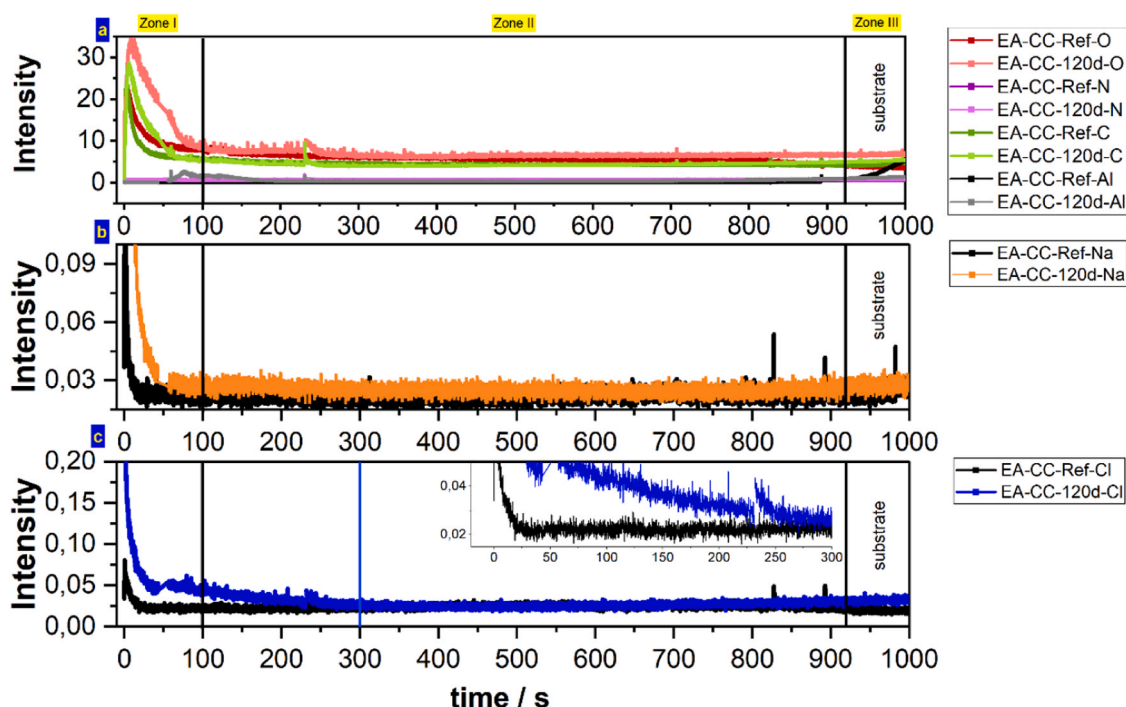 Zone I
Zone II
Zone III
a
Intensity
30
20
10
0
substrate
0 100 200 300 400 500 600 700 800 900 1000
EA-CC-Ref-O
EA-CC-120d-O
EA-CC-Ref-N
EA-CC-120d-N
EA-CC-Ref-C
EA-CC-120d-C
EA-CC-Ref-Al
EA-CC-120d-Al
b
Intensity
0,09
0,06
0,03
substrate
0 100 200 300 400 500 600 700 800 900 1000
EA-CC-Ref-Na
EA-CC-120d-Na
c
Intensity
0,20
0,15
0,10
0,05
0,00
0,04
0,02
0 50 100 150 200 250 300
substrate
0 100 200 300 400 500 600 700 800 900 1000
time / s
EA-CC-Ref-Cl
EA-CC-120d-Cl